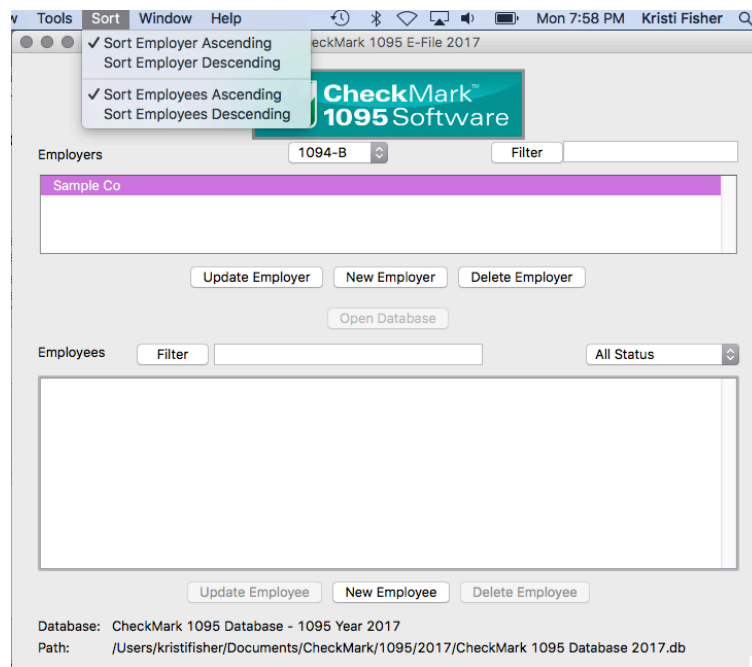 Tools Sort Window Help Mon 7:58 PM Kristi Fisher
✓ Sort Employer Ascending
Sort Employer Descending
✓ Sort Employees Ascending
Sort Employees Descending
eckMark 1095 E-File 2017
CheckMark™
1095 Software
Employers 1094-B Filter
Sample Co
Update Employer New Employer Delete Employer
Open Database
Employees Filter All Status
Update Employee New Employee Delete Employee
Database: CheckMark 1095 Database - 1095 Year 2017
Path: /Users/kristifisher/Documents/CheckMark/1095/2017/CheckMark 1095 Database 2017.db